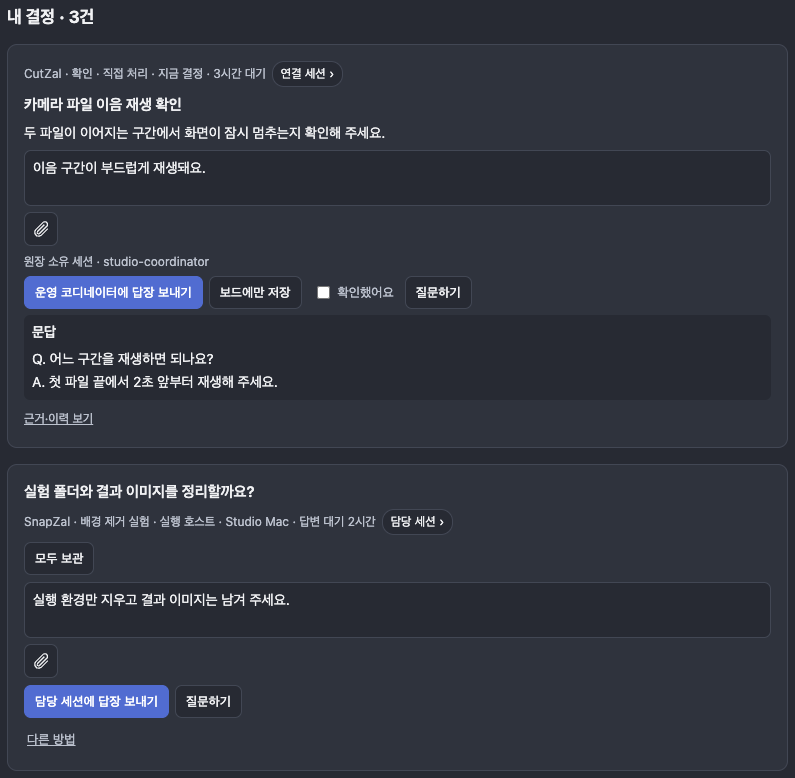 내 결정 · 3건
CutZal · 확인 · 직접 처리 · 지금 결정 · 3시간 대기 연결 세션 ›
카메라 파일 이음 재생 확인
두 파일이 이어지는 구간에서 화면이 잠시 멈추는지 확인해 주세요.
이음 구간이 부드럽게 재생돼요.
원장 소유 세션 · studio-coordinator
운영 코디네이터에 답장 보내기 보드에만 저장 확인했어요 질문하기
문답
Q. 어느 구간을 재생하면 되나요?
A. 첫 파일 끝에서 2초 앞부터 재생해 주세요.
근거·이력 보기
실험 폴더와 결과 이미지를 정리할까요?
SnapZal · 배경 제거 실험 · 실행 호스트 · Studio Mac · 답변 대기 2시간 담당 세션 ›
모두 보관
실행 환경만 지우고 결과 이미지는 남겨 주세요.
담당 세션에 답장 보내기 질문하기
다른 방법